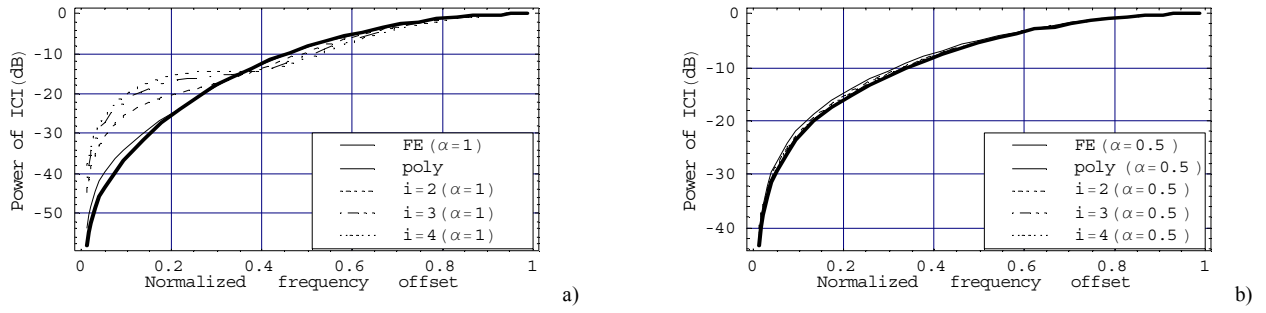 0
-10
-20
-30
-40
-50
Power of ICI(dB)
FE(α=1)
poly
i=2(α=1)
i=3(α=1)
i=4(α=1)
0 0.2 0.4 0.6 0.8 1
Normalized frequency offset
a)
0
-10
-20
-30
-40
Power of ICI(dB)
FE(α=0.5 )
poly(α=0.5 )
i=2(α=0.5 )
i=3(α=0.5 )
i=4(α=0.5 )
0 0.2 0.4 0.6 0.8 1
Normalized frequency offset
b)